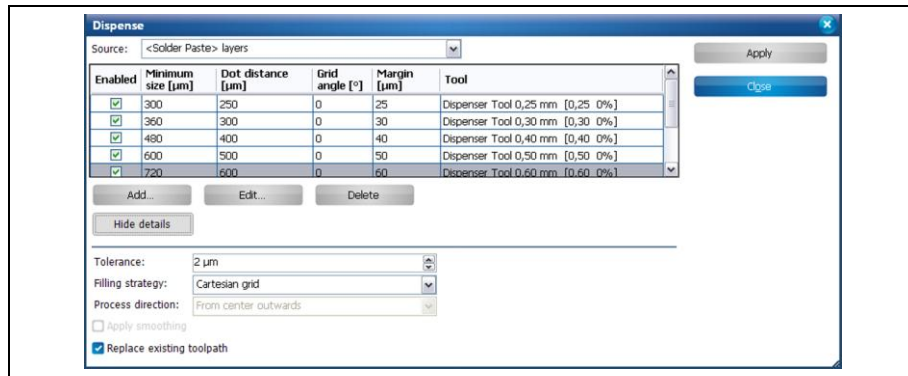 Dispense
Source: <Solder Paste> layers
Apply
Close
Enabled Minimum size [µm] Dot distance [µm] Grid angle [°] Margin [µm] Tool
300 250 0 25 Dispenser Tool 0,25 mm [0,25 0%]
360 300 0 30 Dispenser Tool 0,30 mm [0,30 0%]
480 400 0 40 Dispenser Tool 0,40 mm [0,40 0%]
600 500 0 50 Dispenser Tool 0,50 mm [0,50 0%]
720 600 0 60 Dispenser Tool 0,60 mm [0,60 0%]
Add... Edit... Delete
Hide details
Tolerance: 2 µm
Filling strategy: Cartesian grid
Process direction: From center outwards
Apply smoothing
Replace existing toolpath